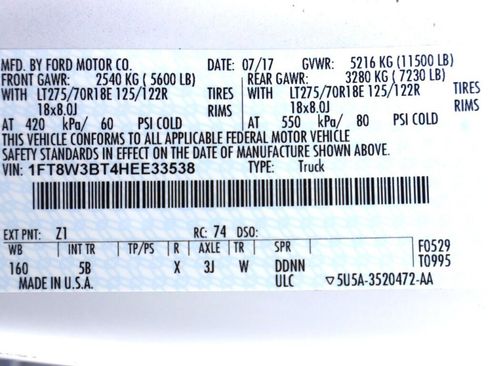 MFD. BY FORD MOTOR CO. DATE: 07/17 GVWR: 5216 KG (11500 LB)
FRONT GAWR: 2540 KG ( 5600 LB) REAR GAWR: 3280 KG ( 7230 LB)
WITH LT275/70R18E 125/122R TIRES WITH LT275/70R18E 125/122R TIRES
18x8.0J RIMS 18x8.0J RIMS
AT 420 kPa/ 60 PSI COLD AT 550 kPa/ 80 PSI COLD
THIS VEHICLE CONFORMS TO ALL APPLICABLE FEDERAL MOTOR VEHICLE
SAFETY STANDARDS IN EFFECT ON THE DATE OF MANUFACTURE SHOWN ABOVE.
VIN: 1FT8W3BT4HEE33538 TYPE: Truck
EXT PNT: Z1 RC: 74 DSO:
WB INT TR TP/PS R AXLE TR SPR F0529
160 5B X 3J W DDNN T0995
MADE IN U.S.A. ULC ▽5U5A-3520472-AA